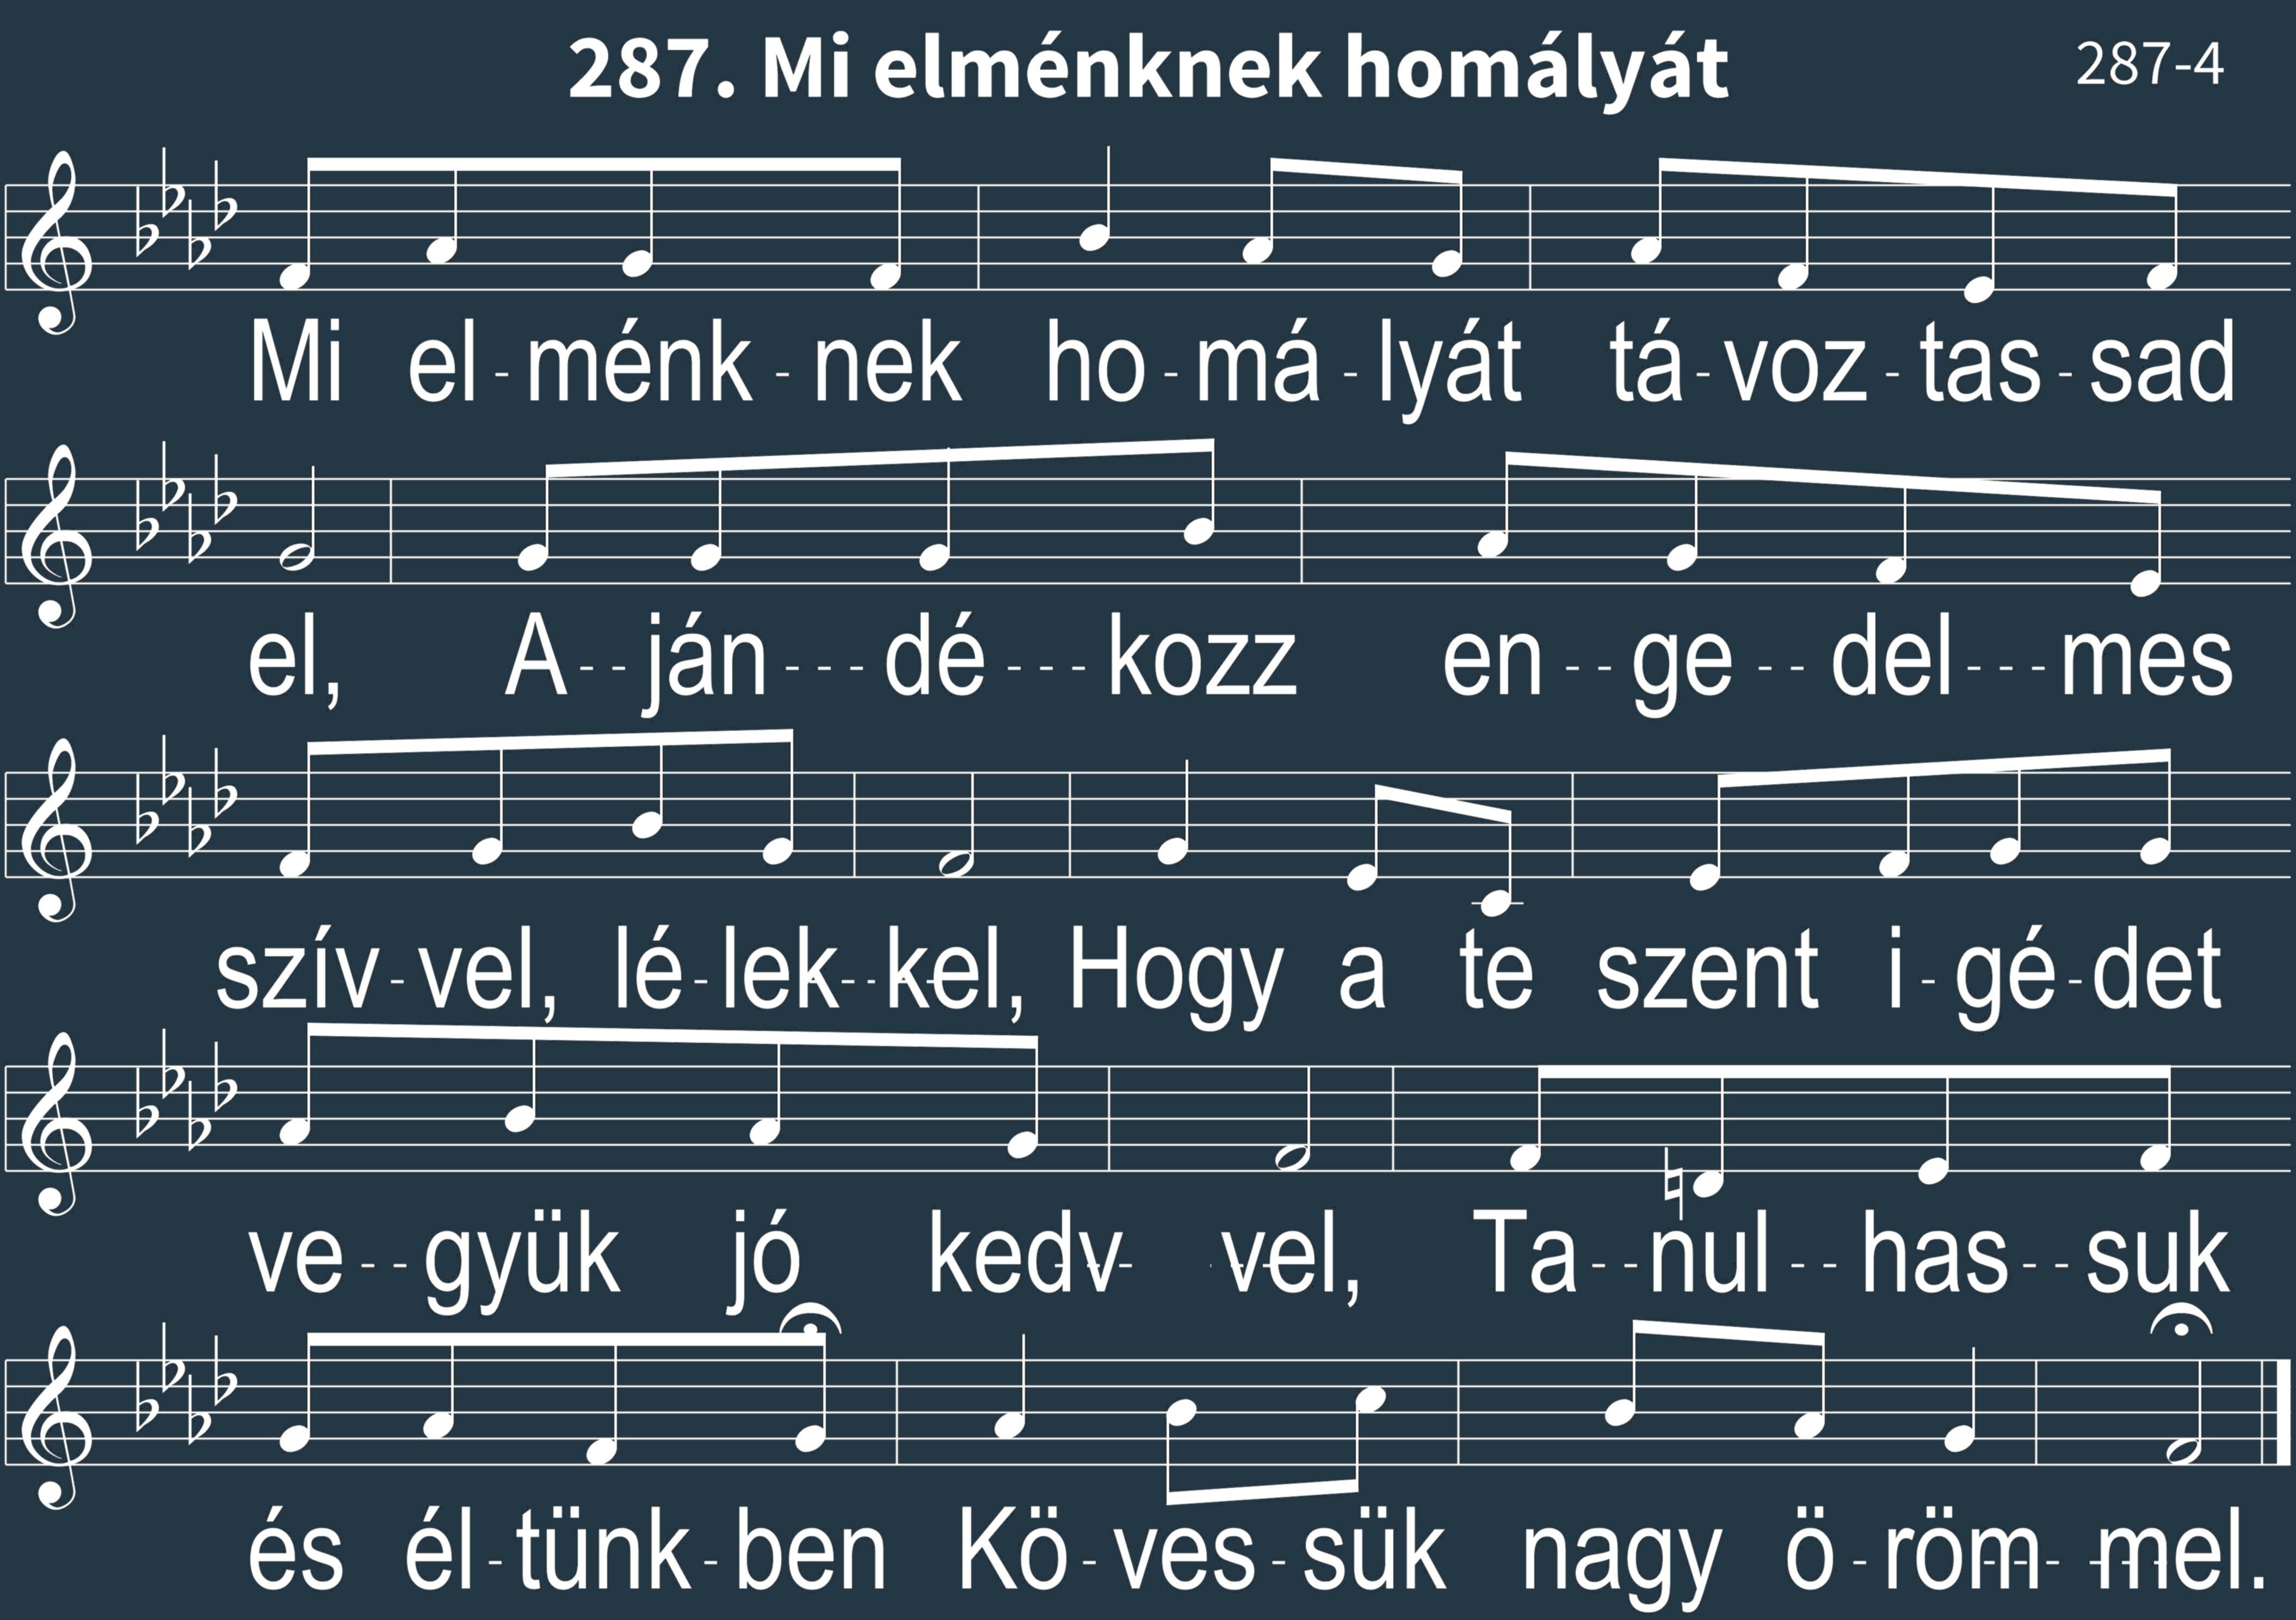 287. Mi elménknek homályát
287-4
Mi el-ménk-nek ho-má-lyát tá-voz-tas-sad
el, A--ján---dé---kozz en--ge--del---mes
szív-vel, lé-lek--kel, Hogy a te szent i-gé-det
ve--gyük jó kedv- vel, Ta--nul--has--suk
és él-tünk-ben Kö-ves-sük nagy ö-röm- mel.